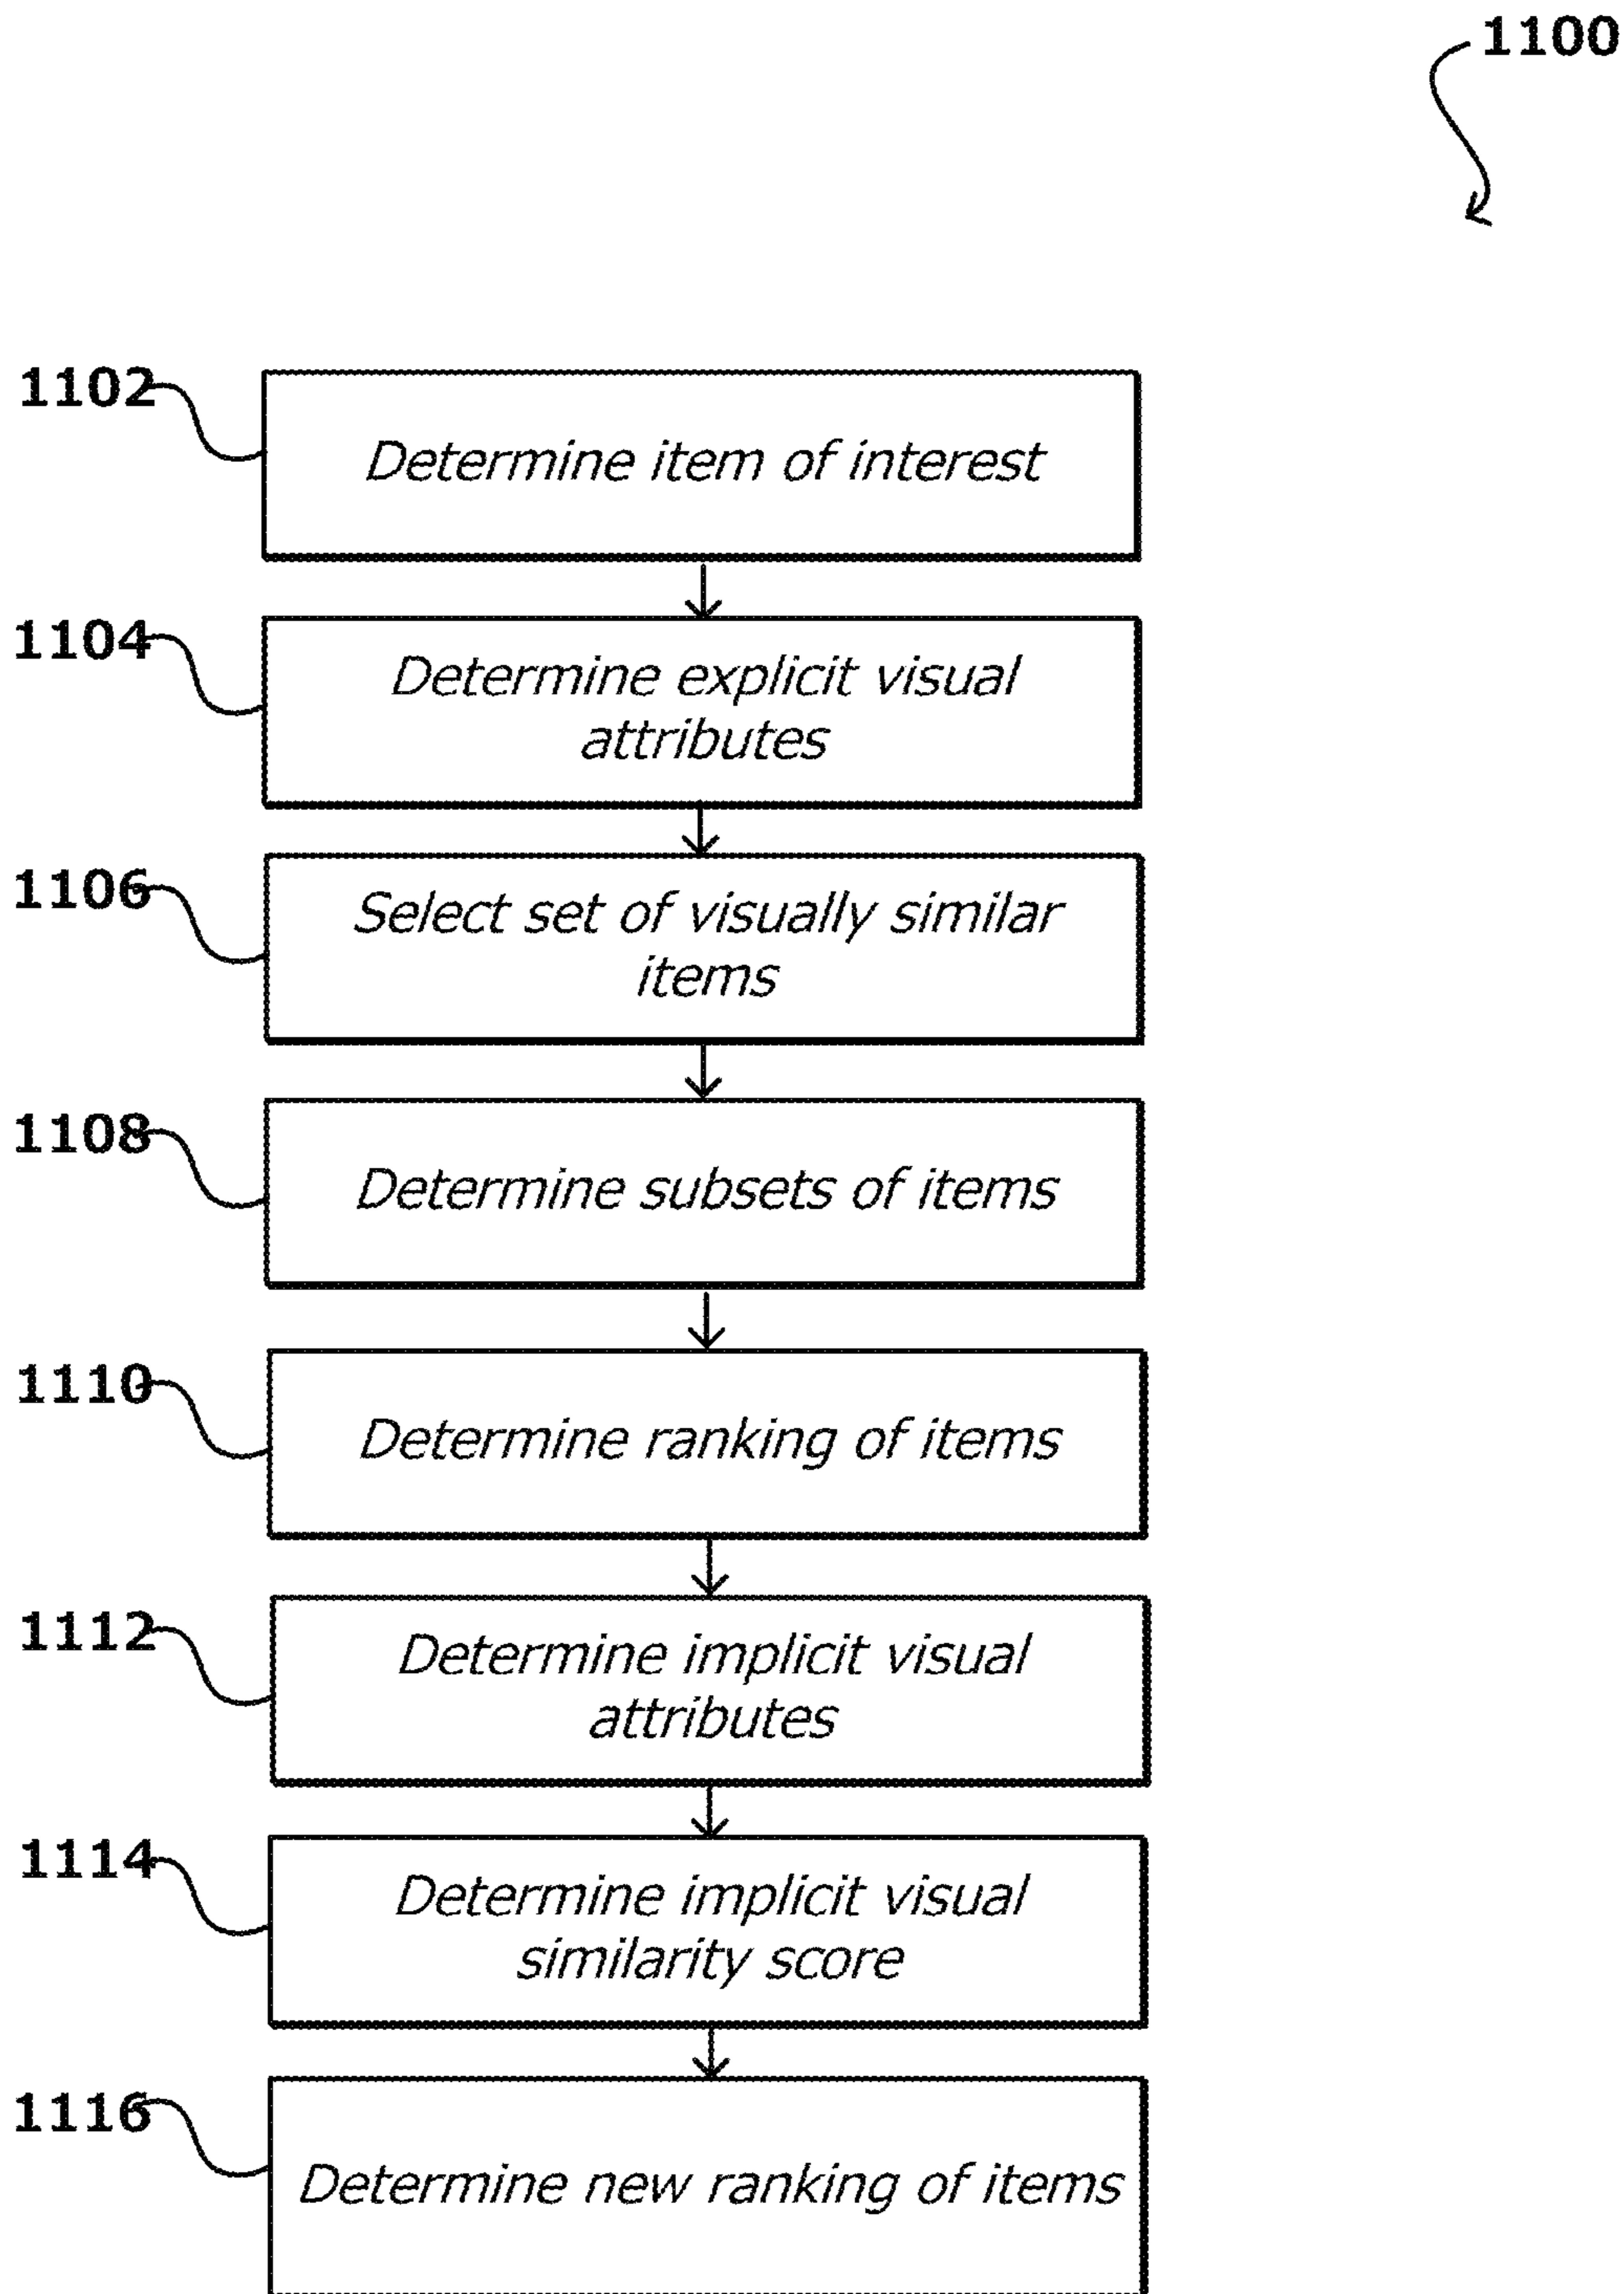 1100
1102
Determine item of interest
1104
Determine explicit visual
attributes
1106
Select set of visually similar
items
1108
Determine subsets of items
1110
Determine ranking of items
1112
Determine implicit visual
attributes
1114
Determine implicit visual
similarity score
1116
Determine new ranking of items